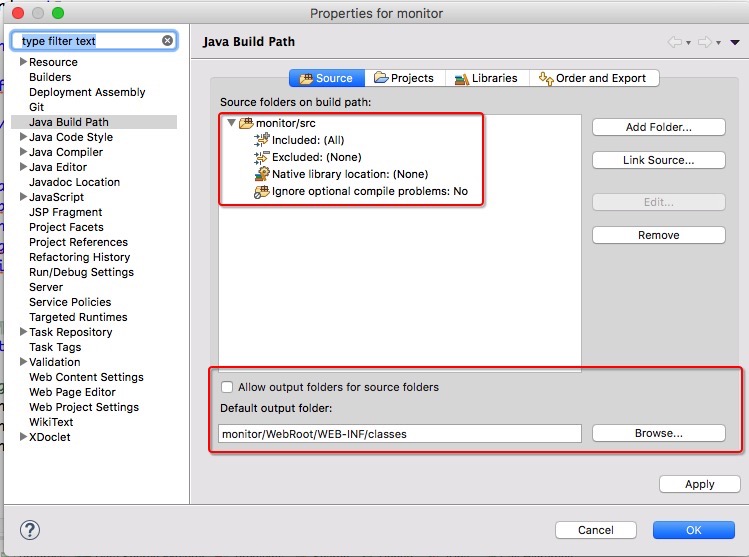 Properties for monitor
type filter text
Java Build Path
Resource
Builders
Deployment Assembly
Git
Java Build Path
Java Code Style
Java Compiler
Java Editor
Javadoc Location
JavaScript
JSP Fragment
Project Facets
Project References
Refactoring History
Run/Debug Settings
Server
Service Policies
Targeted Runtimes
Task Repository
Task Tags
Validation
Web Content Settings
Web Page Editor
Web Project Settings
WikiText
XDoclet
Source Projects Libraries Order and Export
Source folders on build path:
monitor/src
Included: (All)
Excluded: (None)
Native library location: (None)
Ignore optional compile problems: No
Add Folder...
Link Source...
Edit...
Remove
Allow output folders for source folders
Default output folder:
monitor/WebRoot/WEB-INF/classes
Browse...
Apply
?
Cancel
OK